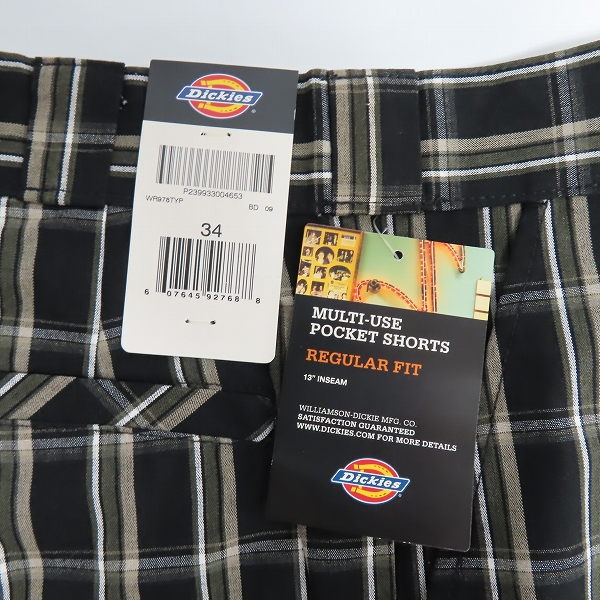 Dickies
P239933004653
WR978TYP
BD 09
34
6 07645 92768 8
MULTI-USE
POCKET SHORTS
REGULAR FIT
13" INSEAM
WILLIAMSON-DICKIE MFG. CO.
SATISFACTION GUARANTEED
WWW.DICKIES.COM FOR MORE DETAILS
Dickies